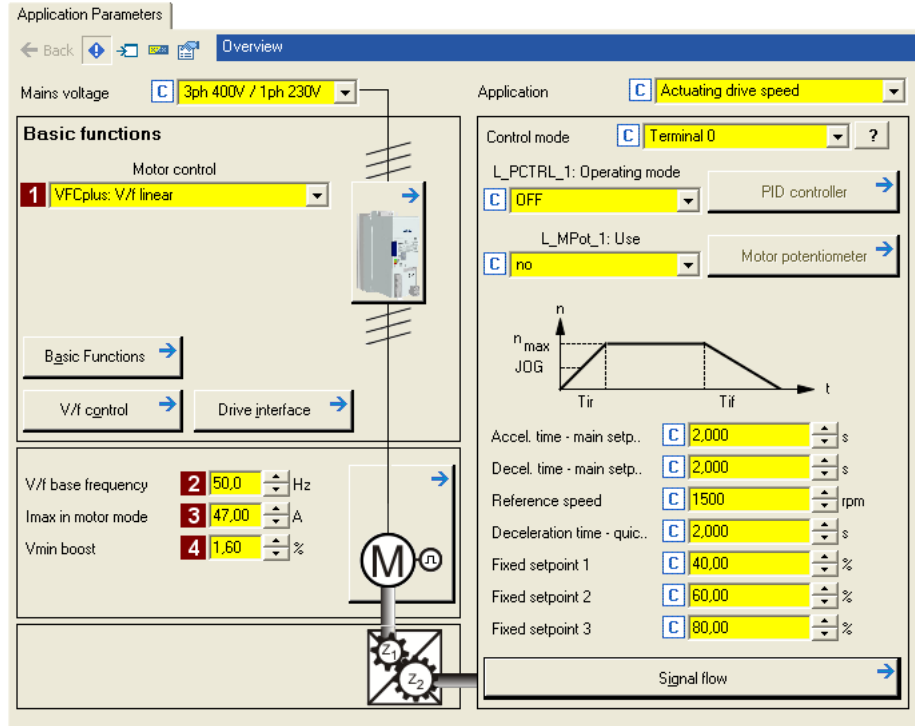 Application Parameters
Back
Overview
Mains voltage C 3ph 400V / 1ph 230V
Application C Actuating drive speed
Basic functions
Motor control
1 VFCplus: V/f linear
Basic Functions
V/f control
Drive interface
V/f base frequency 2 50,0 Hz
Imax in motor mode 3 47,00 A
Vmin boost 4 1,60 %
M
Z1
Z2
Control mode C Terminal 0 ?
L_PCTRL_1: Operating mode
C OFF
PID controller
L_MPot_1: Use
C no
Motor potentiometer
n
n max
JOG
t
Tir Tif
Accel. time - main setp.. C 2,000 s
Decel. time - main setp.. C 2,000 s
Reference speed C 1500 rpm
Deceleration time - quic.. C 2,000 s
Fixed setpoint 1 C 40,00 %
Fixed setpoint 2 C 60,00 %
Fixed setpoint 3 C 80,00 %
Signal flow